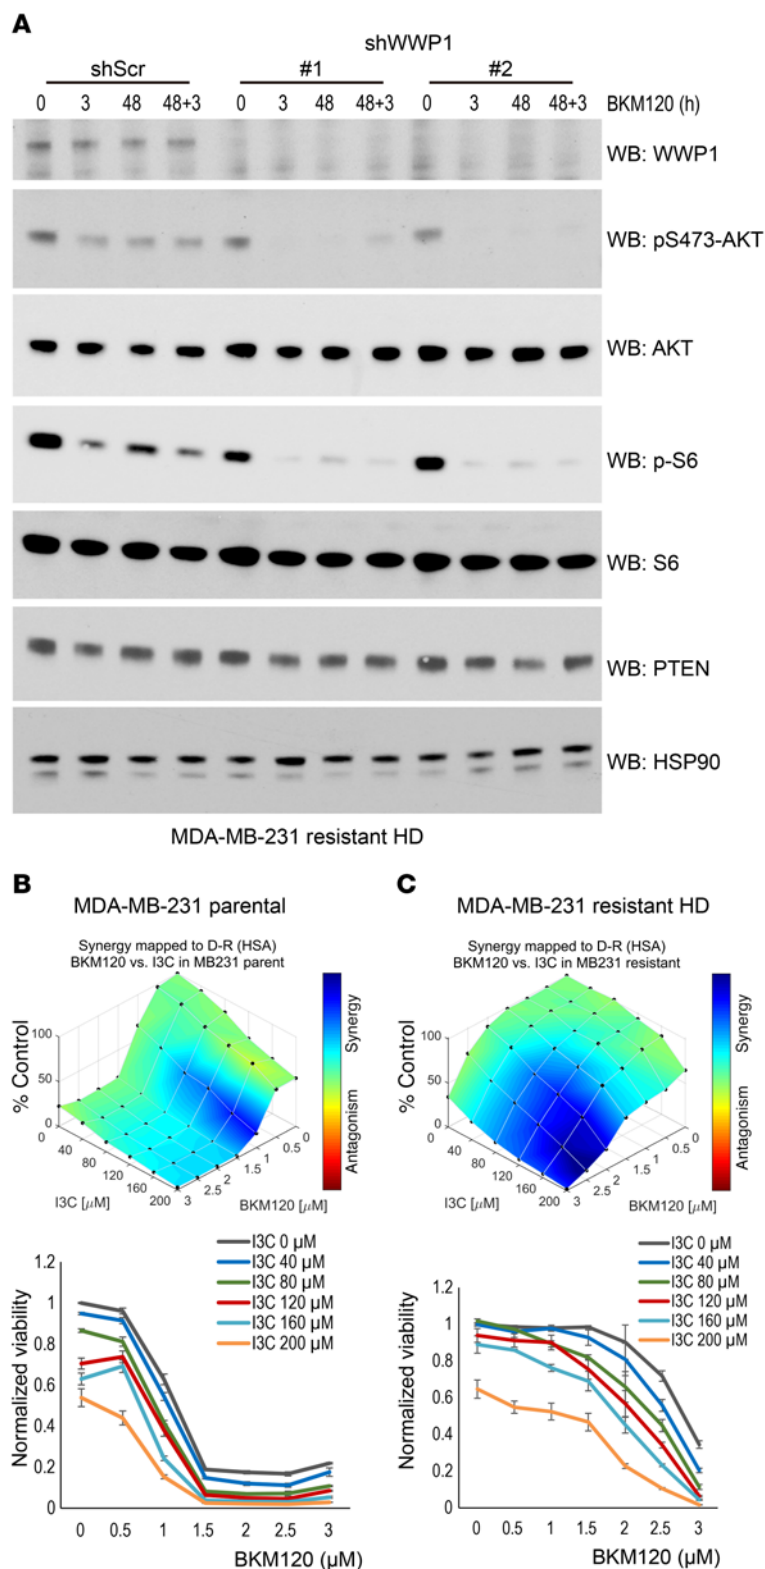 A
shWWP1
shScr #1 #2
0 3 48 48+3 0 3 48 48+3 0 3 48 48+3 BKM120 (h)
WB: WWP1
WB: pS473-AKT
WB: AKT
WB: p-S6
WB: S6
WB: PTEN
WB: HSP90
MDA-MB-231 resistant HD
B
MDA-MB-231 parental
Synergy mapped to D-R (HSA)
BKM120 vs. I3C in MB231 parent
% Control
100
50
0
0
40
80
120
160
200
I3C [µM]
3
2.5
2
1.5
1
0.5
0
BKM120 [µM]
Synergy
Antagonism
I3C 0 µM
I3C 40 µM
I3C 80 µM
I3C 120 µM
I3C 160 µM
I3C 200 µM
Normalized viability
1.2
1
0.8
0.6
0.4
0.2
0
0 0.5 1 1.5 2 2.5 3
BKM120 (µM)
C
MDA-MB-231 resistant HD
Synergy mapped to D-R (HSA)
BKM120 vs. I3C in MB231 resistant
% Control
100
50
0
0
40
80
120
160
200
I3C [µM]
3
2.5
2
1.5
1
0.5
0
BKM120 [µM]
Synergy
Antagonism
I3C 0 µM
I3C 40 µM
I3C 80 µM
I3C 120 µM
I3C 160 µM
I3C 200 µM
Normalized viability
1.2
1
0.8
0.6
0.4
0.2
0
0 0.5 1 1.5 2 2.5 3
BKM120 (µM)